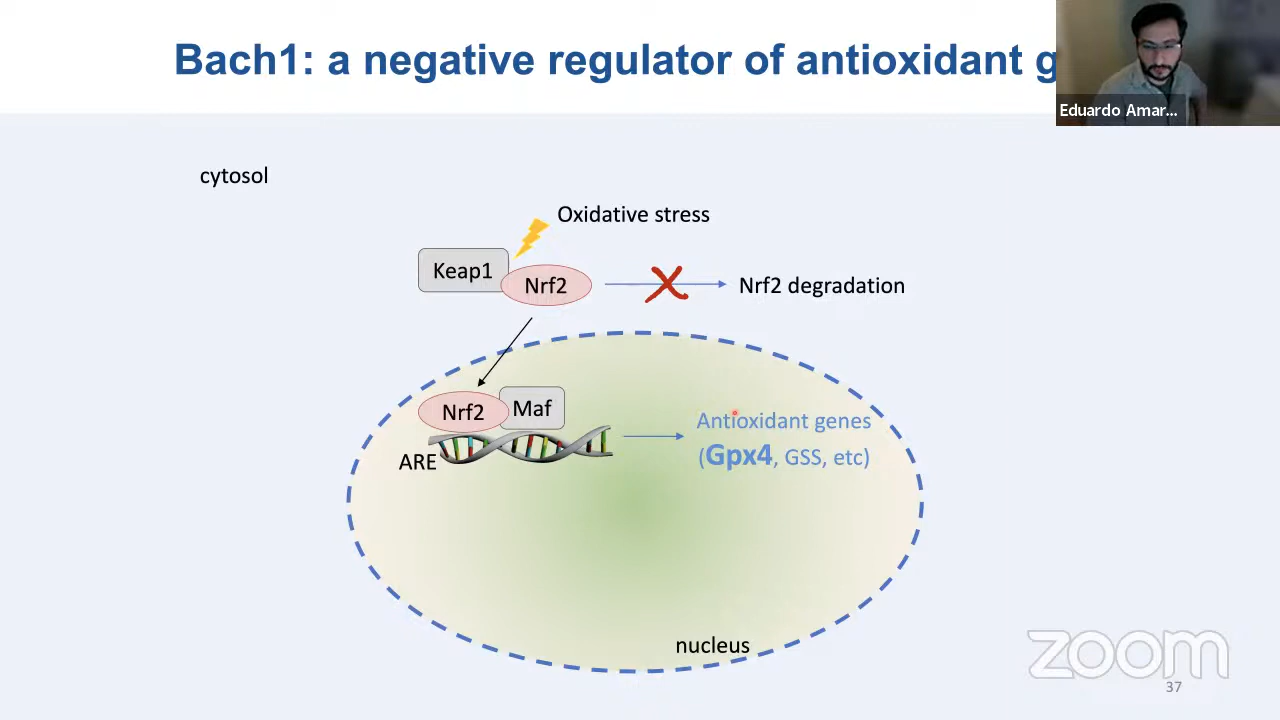 Bach1: a negative regulator of antioxidant g
Eduardo Amar...
cytosol
Oxidative stress
Keap1
Nrf2
Nrf2 degradation
Nrf2
Maf
ARE
Antioxidant genes
(Gpx4, GSS, etc)
nucleus
zoom
37